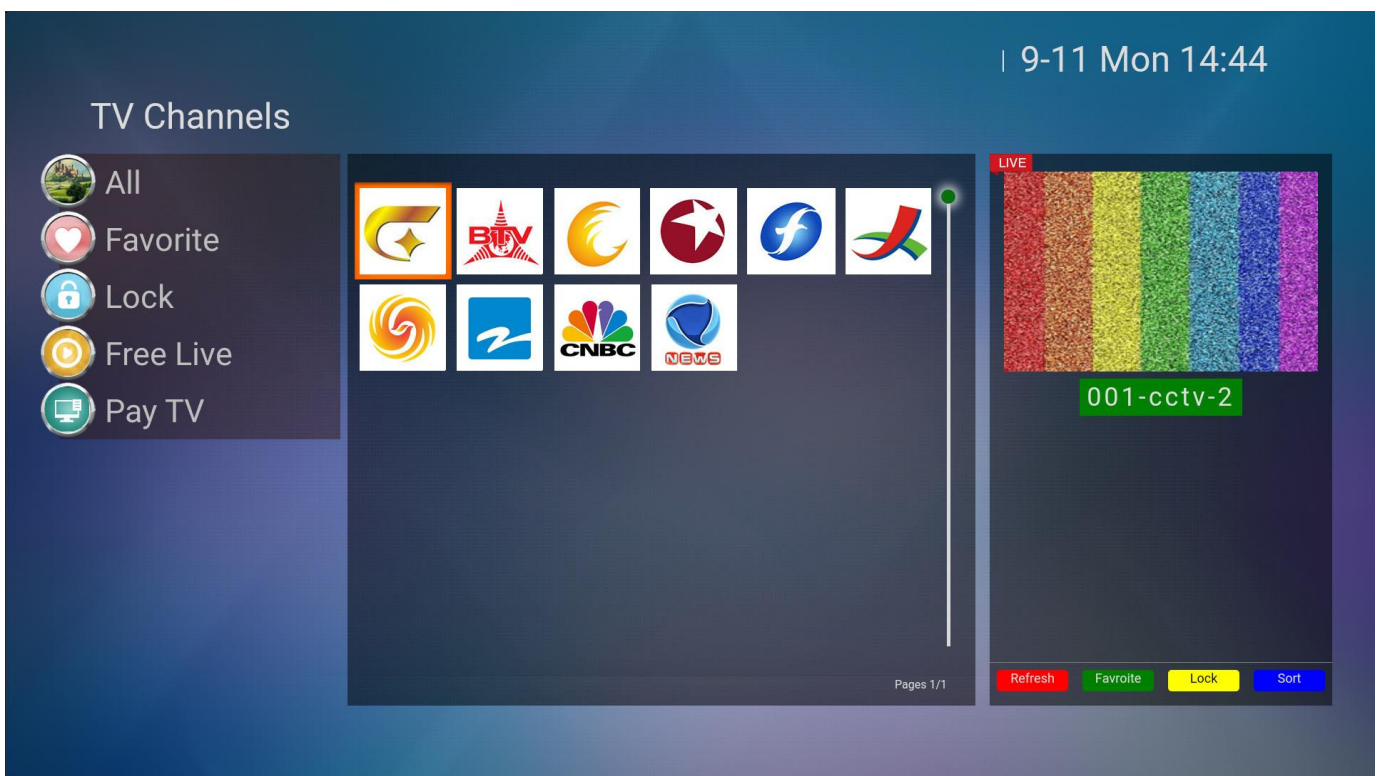 9-11 Mon 14:44
TV Channels
All
Favorite
Lock
Free Live
Pay TV
BTV
CNBC
NEWS
Pages 1/1
LIVE
001-cctv-2
Refresh
Favroite
Lock
Sort